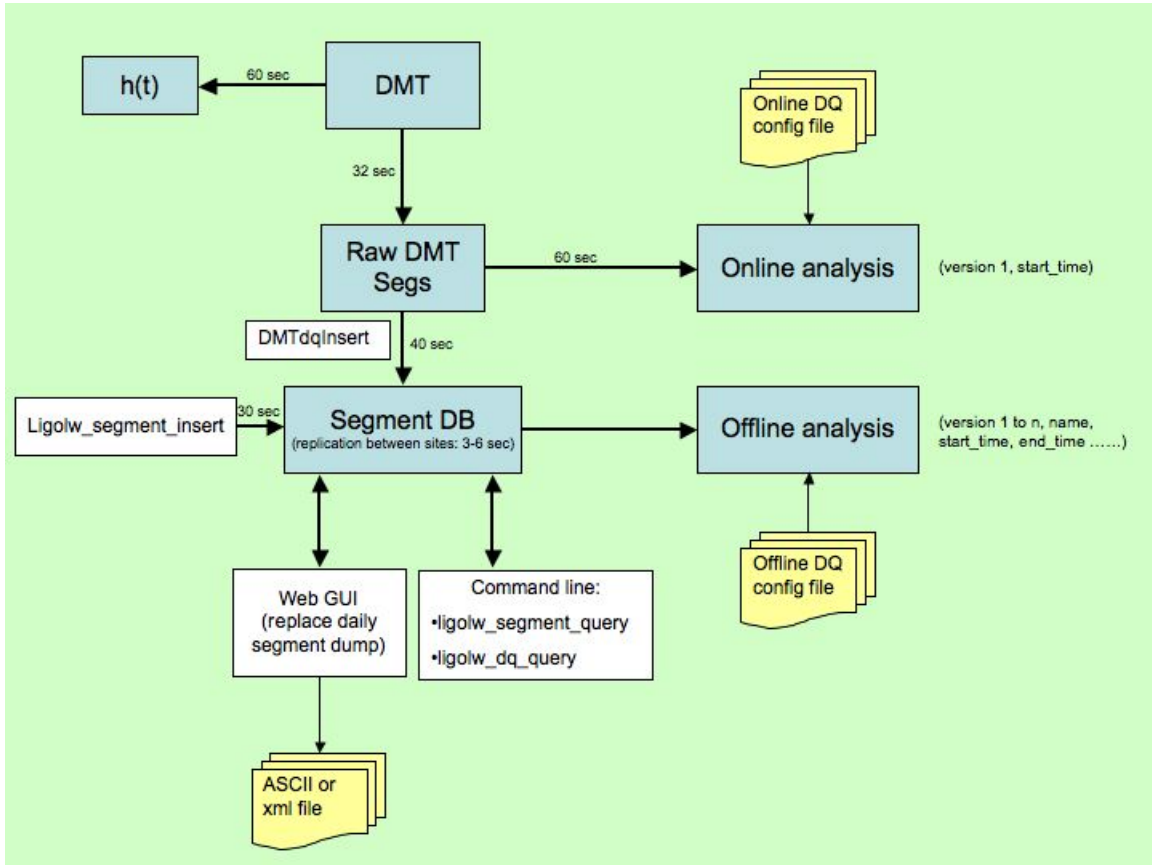 h(t)
60 sec
DMT
Online DQ
config file
32 sec
Raw DMT
Segs
60 sec
Online analysis
(version 1, start_time)
DMTdqInsert
40 sec
Ligolw_segment_insert
30 sec
Segment DB
(replication between sites: 3-6 sec)
Offline analysis
(version 1 to n, name,
start_time, end_time ......)
Web GUI
(replace daily
segment dump)
Command line:
•ligolw_segment_query
•ligolw_dq_query
Offline DQ
config file
ASCII or
xml file